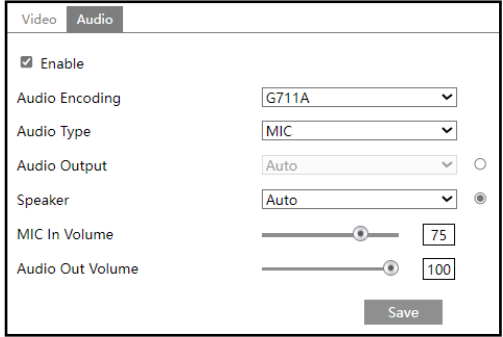 Video Audio
Enable
Audio Encoding G711A
Audio Type MIC
Audio Output Auto
Speaker Auto
MIC In Volume 75
Audio Out Volume 100
Save